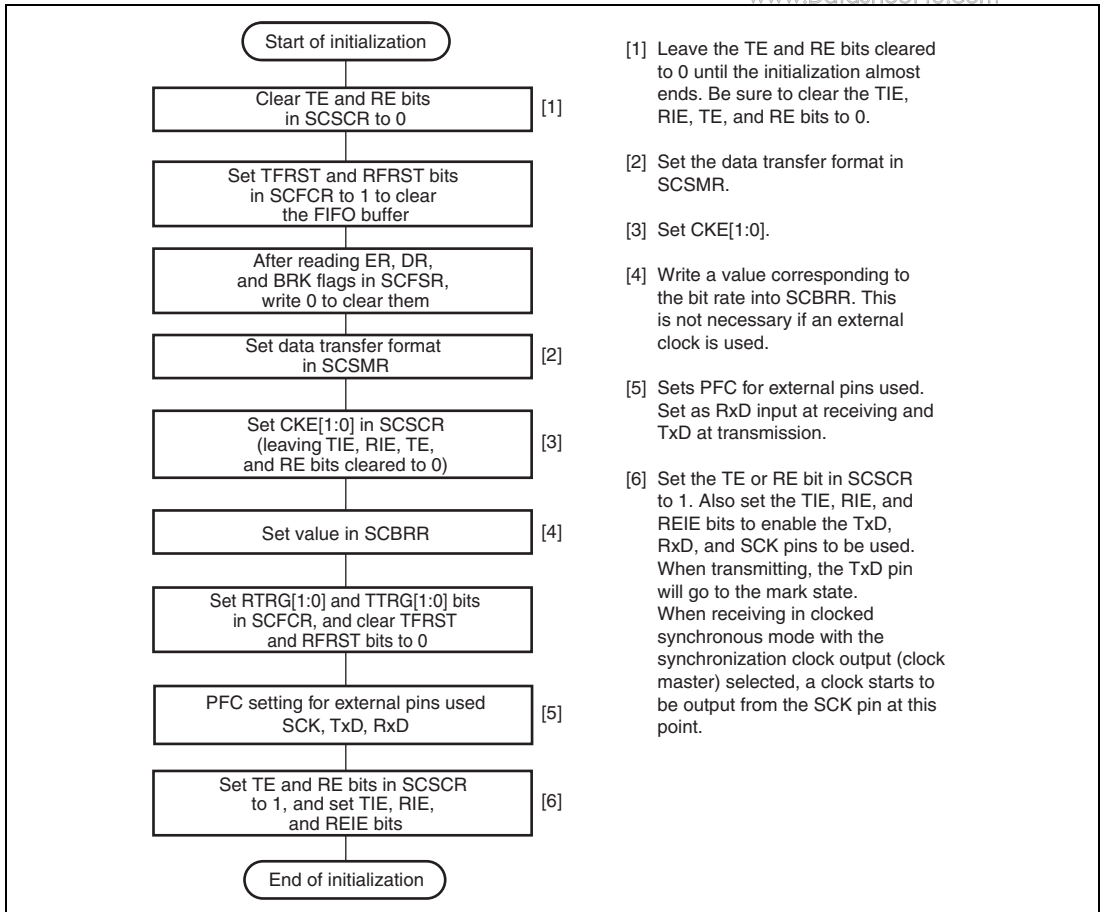 Start of initialization
Clear TE and RE bits
in SCSCR to 0
[1]
Set TFRST and RFRST bits
in SCFCR to 1 to clear
the FIFO buffer
After reading ER, DR,
and BRK flags in SCFSR,
write 0 to clear them
Set data transfer format
in SCSMR
[2]
Set CKE[1:0] in SCSCR
(leaving TIE, RIE, TE,
and RE bits cleared to 0)
[3]
Set value in SCBRR
[4]
Set RTRG[1:0] and TTRG[1:0] bits
in SCFCR, and clear TFRST
and RFRST bits to 0
PFC setting for external pins used
SCK, TxD, RxD
[5]
Set TE and RE bits in SCSCR
to 1, and set TIE, RIE,
and REIE bits
[6]
End of initialization
[1] Leave the TE and RE bits cleared
to 0 until the initialization almost
ends. Be sure to clear the TIE,
RIE, TE, and RE bits to 0.
[2] Set the data transfer format in
SCSMR.
[3] Set CKE[1:0].
[4] Write a value corresponding to
the bit rate into SCBRR. This
is not necessary if an external
clock is used.
[5] Sets PFC for external pins used.
Set as RxD input at receiving and
TxD at transmission.
[6] Set the TE or RE bit in SCSCR
to 1. Also set the TIE, RIE, and
REIE bits to enable the TxD,
RxD, and SCK pins to be used.
When transmitting, the TxD pin
will go to the mark state.
When receiving in clocked
synchronous mode with the
synchronization clock output (clock
master) selected, a clock starts to
be output from the SCK pin at this
point.